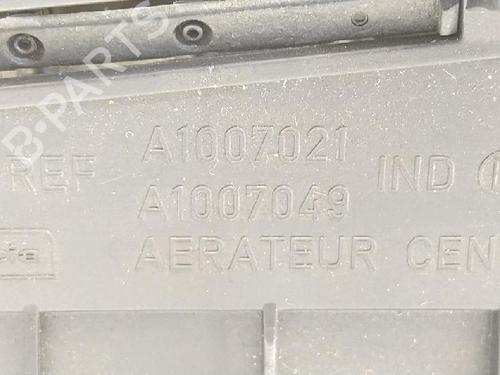 A1007021
REF IND
A1007049
AERATEUR CEN
B-PARTS